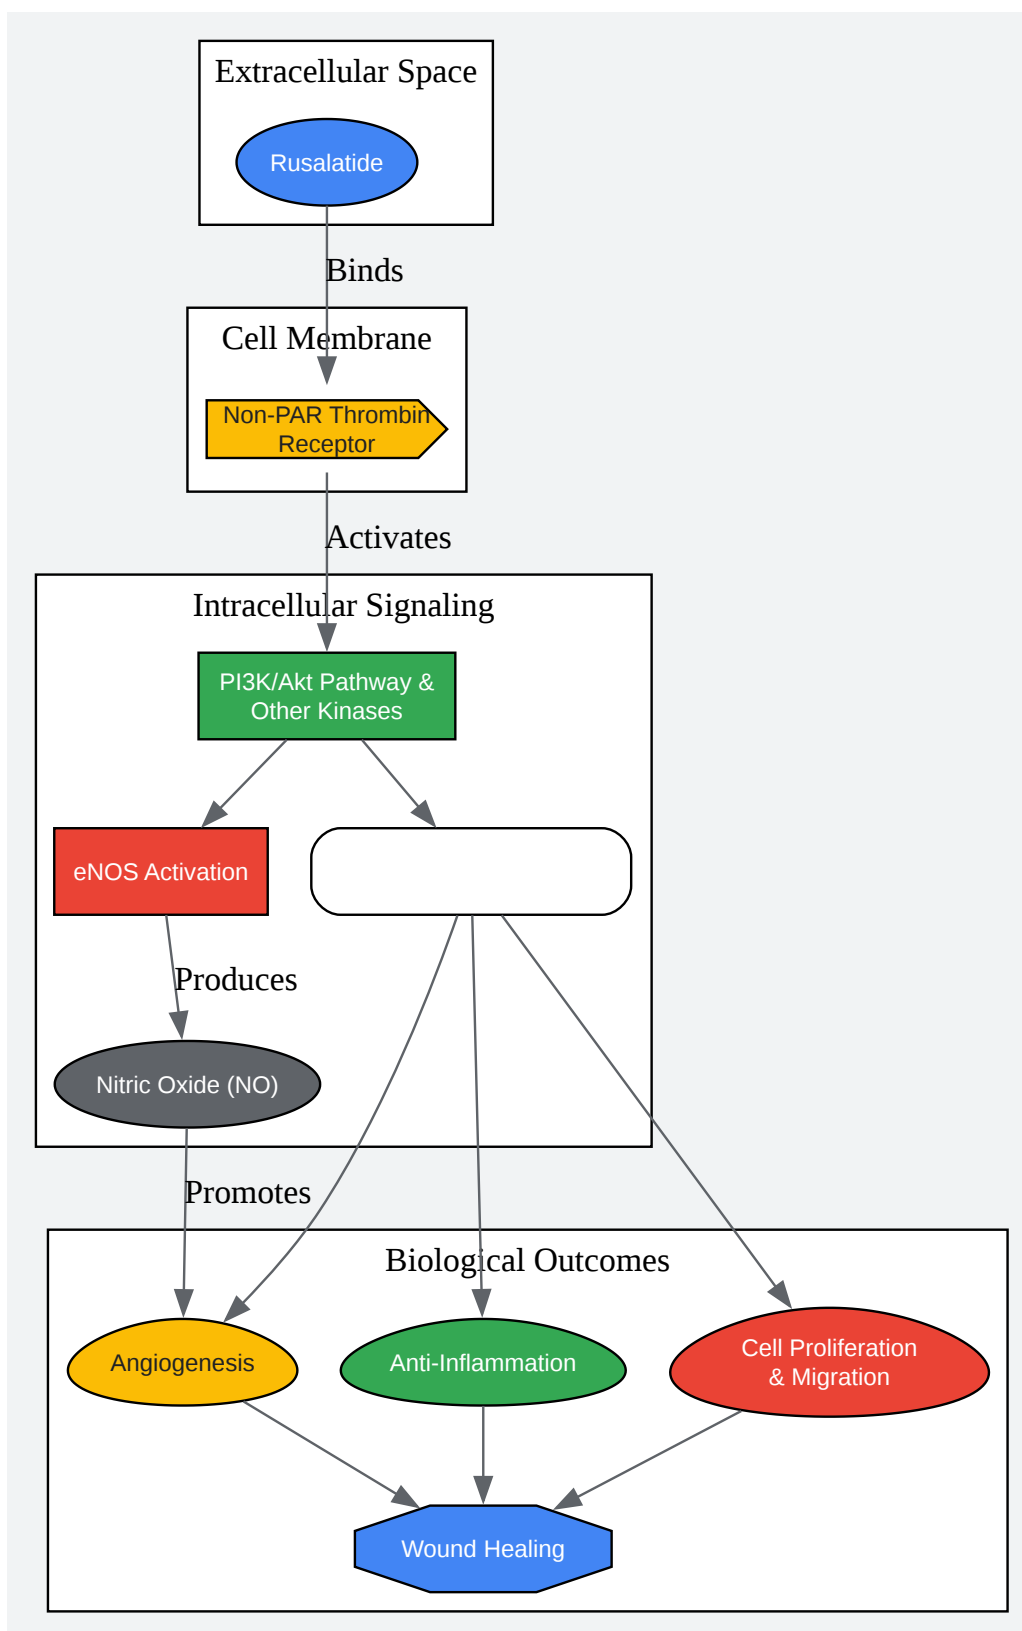 Extracellular Space
Rusalatide
Binds
Cell Membrane
Non-PAR Thrombin
Receptor
Activates
Intracellular Signaling
PI3K/Akt Pathway &
Other Kinases
eNOS Activation
Produces
Nitric Oxide (NO)
Promotes
Biological Outcomes
Angiogenesis
Anti-Inflammation
Cell Proliferation
& Migration
Wound Healing